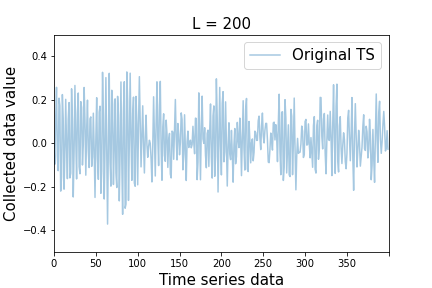 L = 200
Original TS
Collected data value
0.4
0.2
0.0
−0.2
−0.4
0 50 100 150 200 250 300 350
Time series data